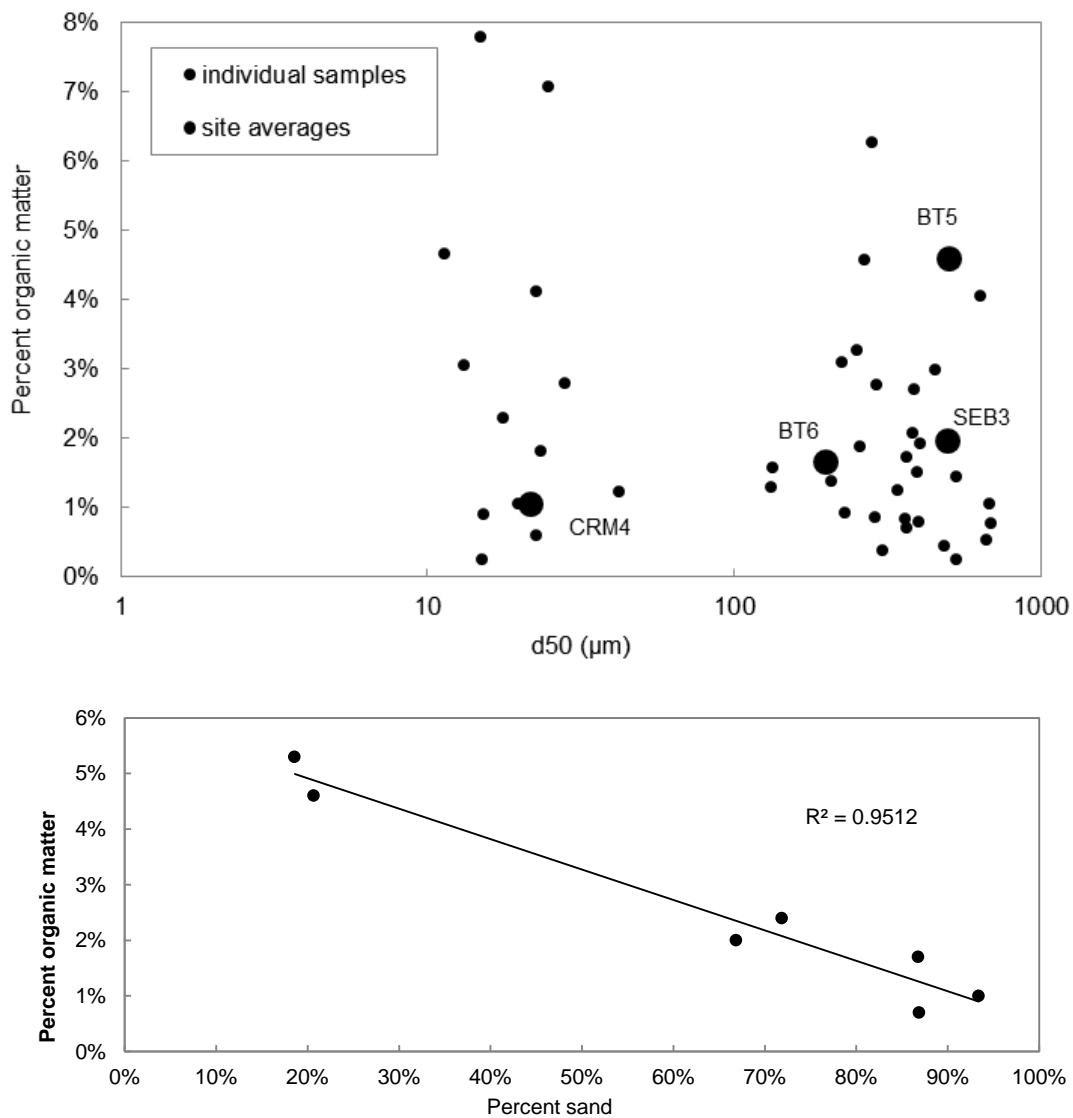 8%
7%
6%
5%
4%
3%
2%
1%
0%
Percent organic matter
individual samples
site averages
BT5
SEB3
BT6
CRM4
1 10 100 1000
d50 (µm)
6%
5%
4%
3%
2%
1%
0%
Percent organic matter
R² = 0.9512
0% 10% 20% 30% 40% 50% 60% 70% 80% 90% 100%
Percent sand